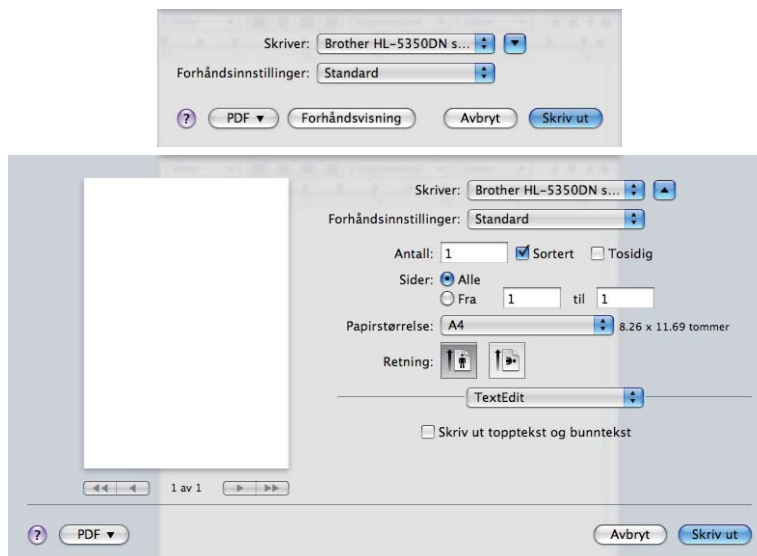 Skriver: Brother HL-5350DN s...
Forhåndsinnstillinger: Standard
? PDF ▼ Forhåndsvisning Avbryt Skriv ut
Skriver: Brother HL-5350DN s...
Forhåndsinnstillinger: Standard
Antall: 1 Sortert Tosidig
Sider: Alle
Fra 1 til 1
Papirstørrelse: A4 8.26 x 11.69 tommer
Retning:
TextEdit
Skriv ut topptekst og bunntekst
1 av 1
? PDF ▼ Avbryt Skriv ut